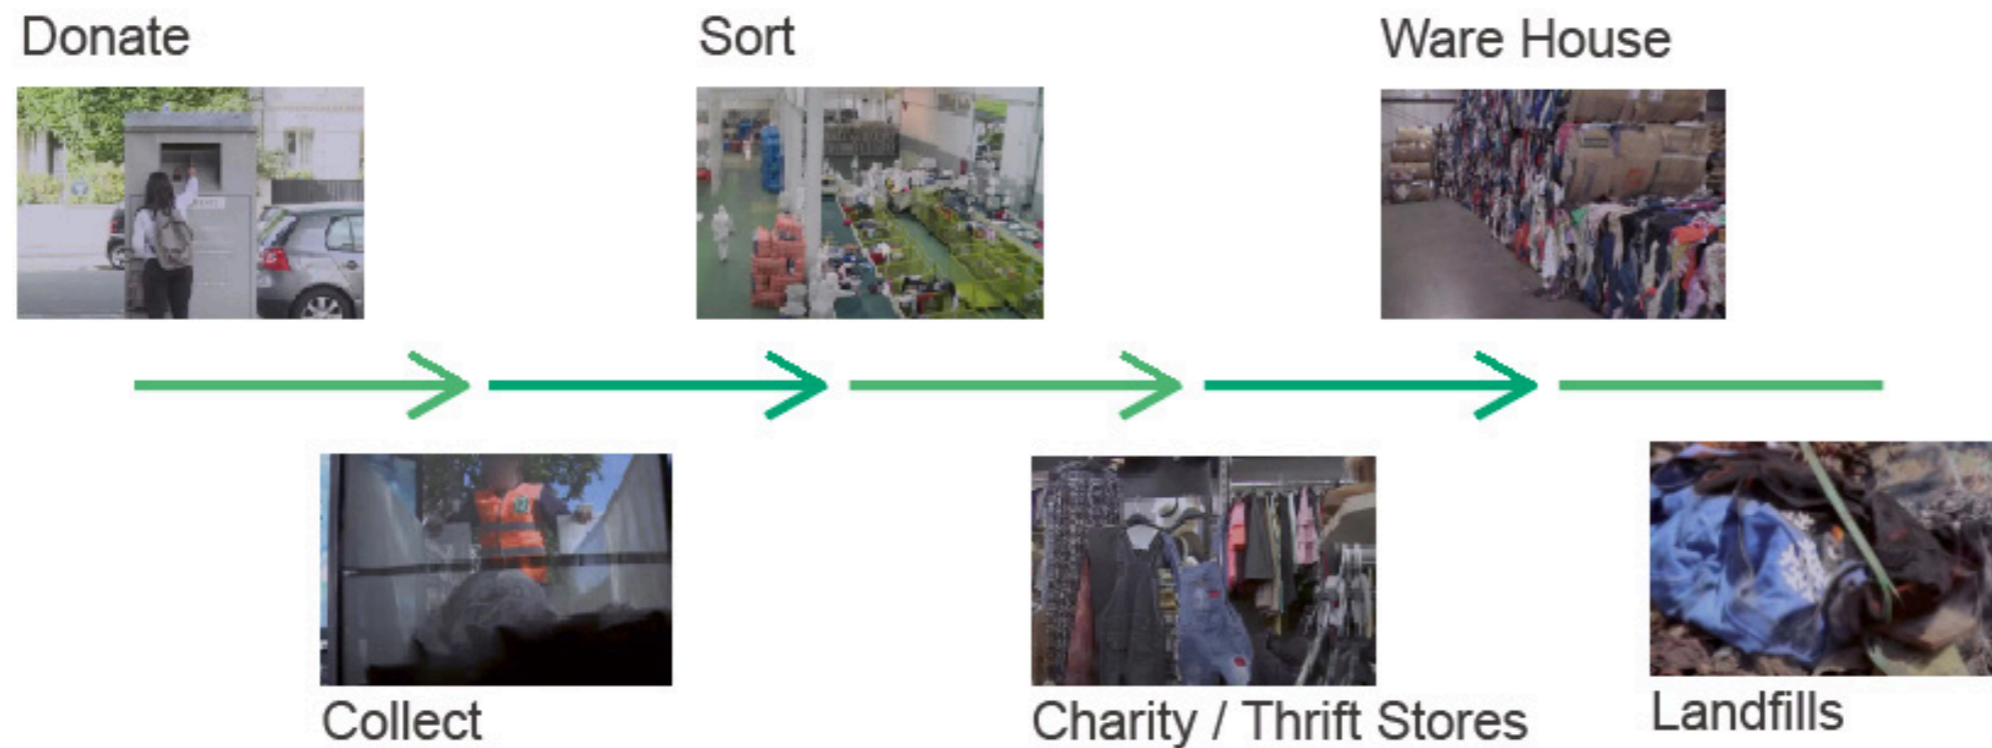 Donate
Sort
Ware House
Collect
Charity / Thrift Stores
Landfills